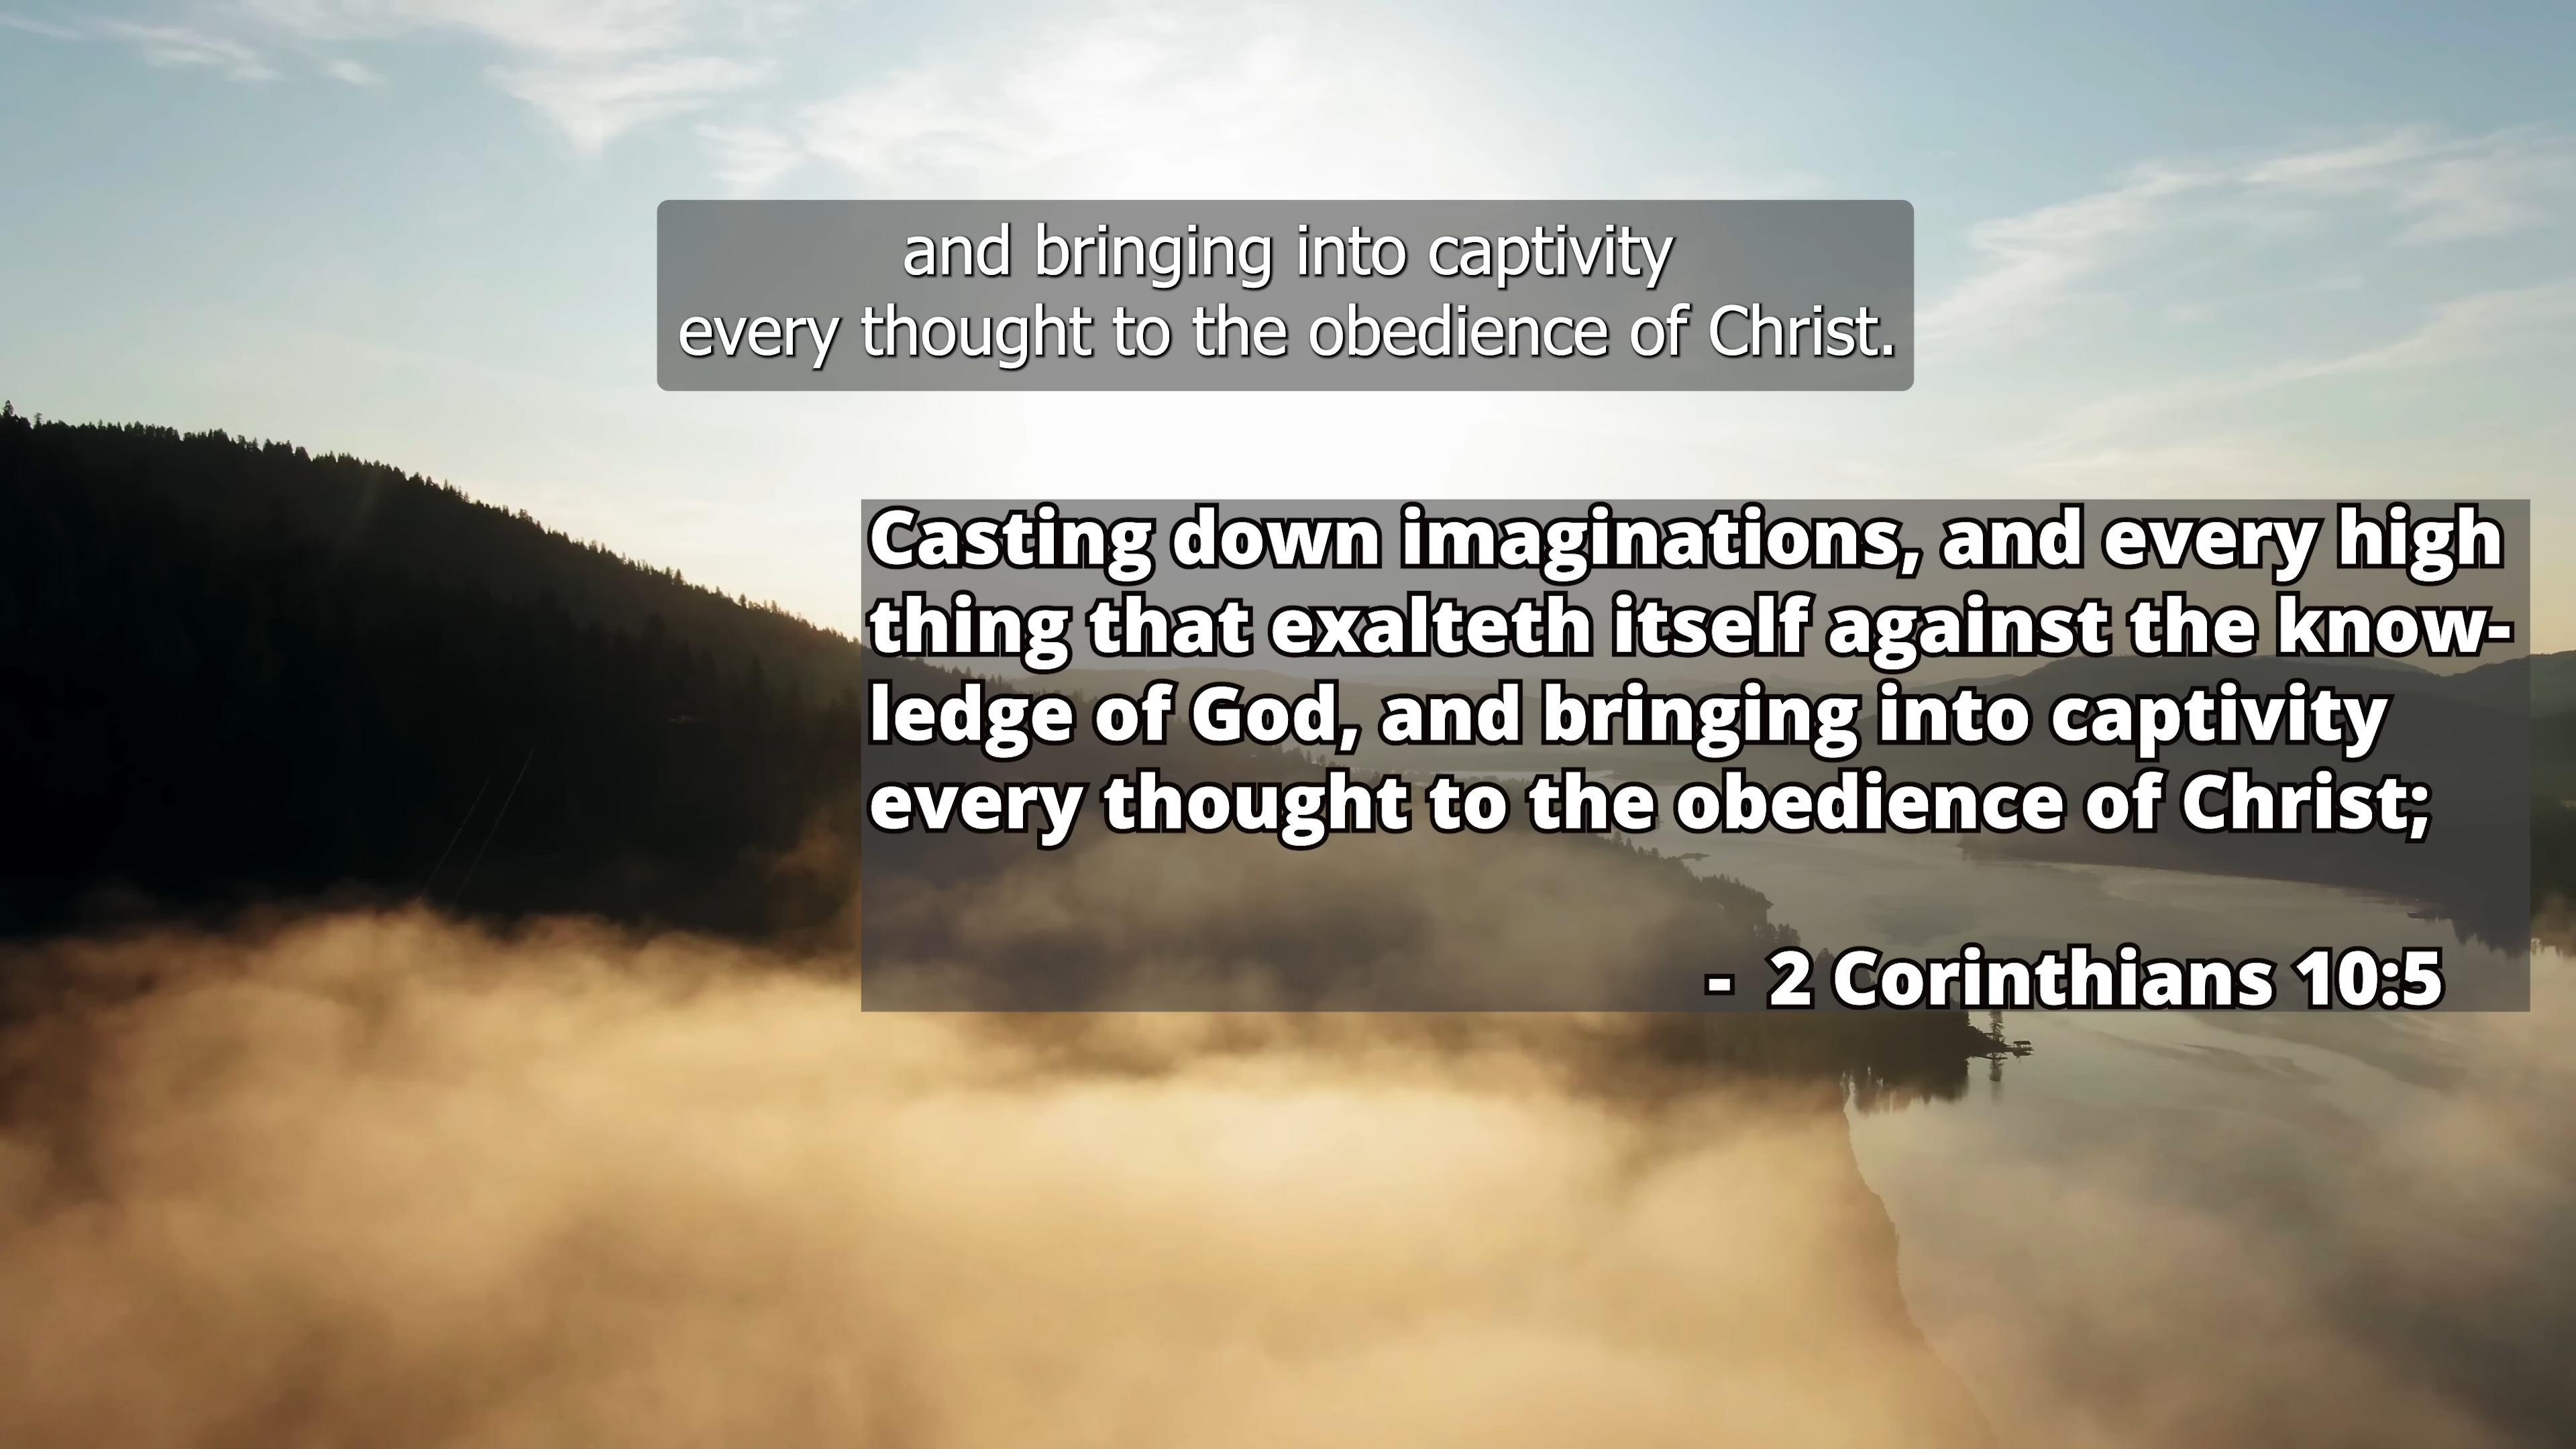 and bringing into captivity
every thought to the obedience of Christ.
Casting down imaginations, and every high
thing that exalteth itself against the know-
ledge of God, and bringing into captivity
every thought to the obedience of Christ;
- 2 Corinthians 10:5